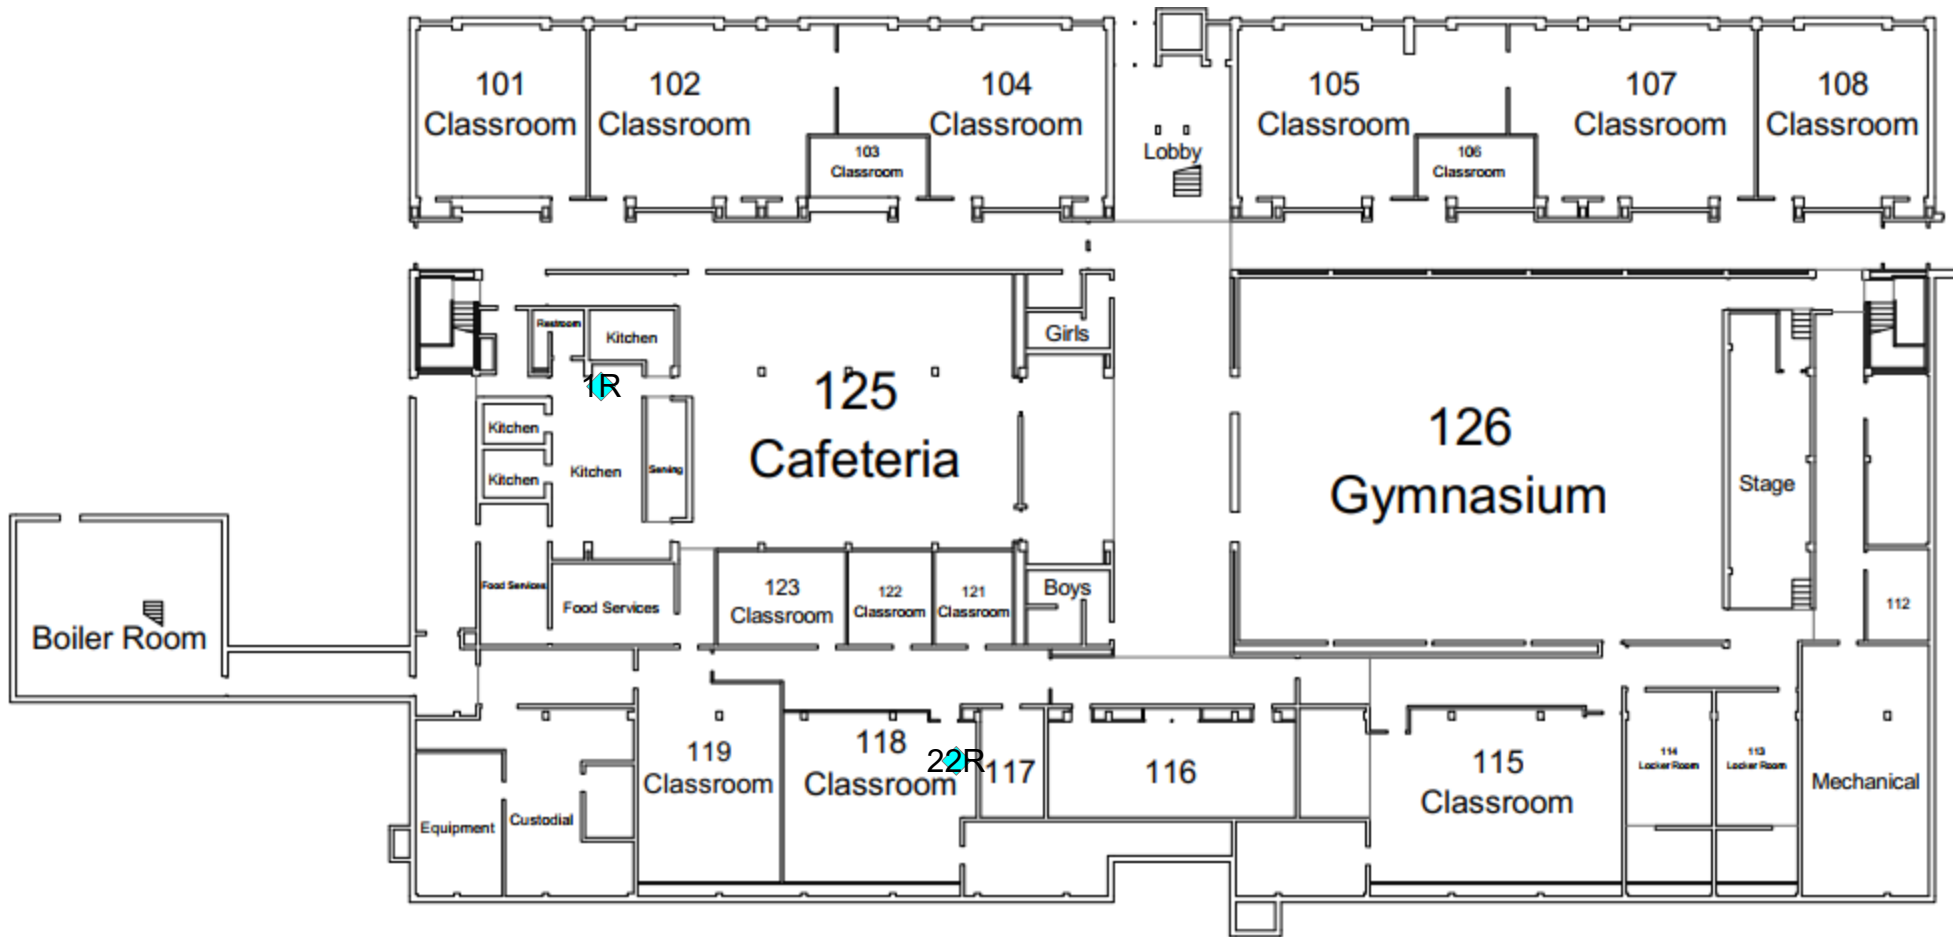 101
Classroom
102
Classroom
103
Classroom
104
Classroom
Lobby
105
Classroom
106
Classroom
107
Classroom
108
Classroom
Restroom
Kitchen
Girls
1R
125
Cafeteria
126
Gymnasium
Stage
Kitchen
Kitchen
Kitchen
Serving
Food Services
Food Services
123
Classroom
122
Classroom
121
Classroom
Boys
112
Boiler Room
119
Classroom
118
Classroom
22R
117
116
115
Classroom
114
Locker Room
113
Locker Room
Mechanical
Equipment
Custodial